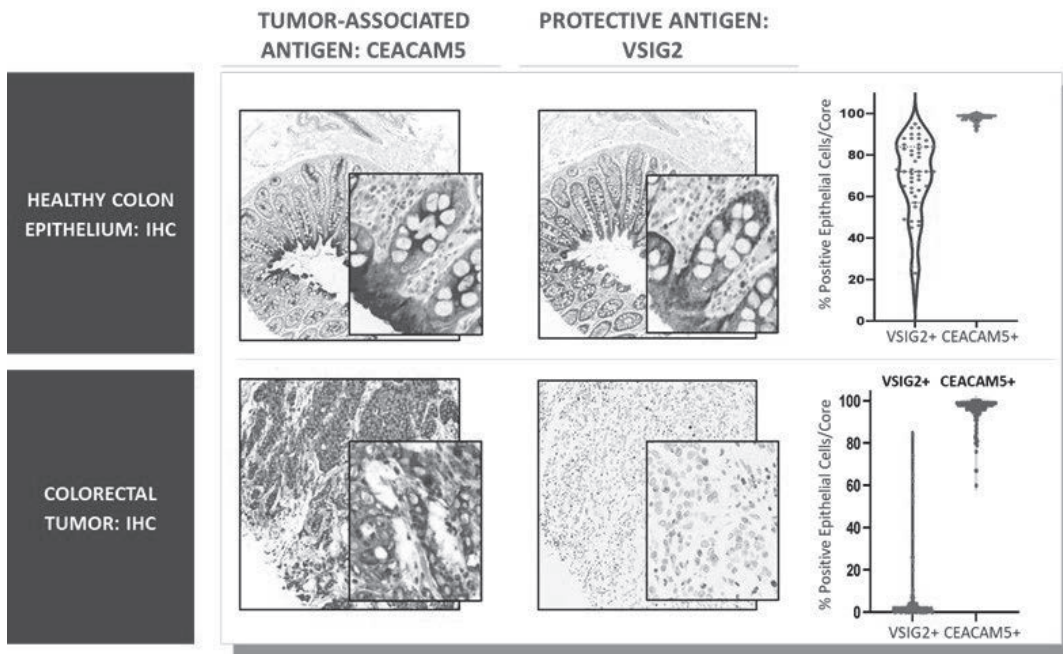 TUMOR-ASSOCIATED
ANTIGEN: CEACAM5
PROTECTIVE ANTIGEN:
VSIG2
HEALTHY COLON
EPITHELIUM: IHC
% Positive Epithelial Cells/Core
100
80
60
40
20
0
VSIG2+ CEACAM5+
COLORECTAL
TUMOR: IHC
VSIG2+ CEACAM5+
% Positive Epithelial Cells/Core
100
80
60
40
20
0
VSIG2+ CEACAM5+